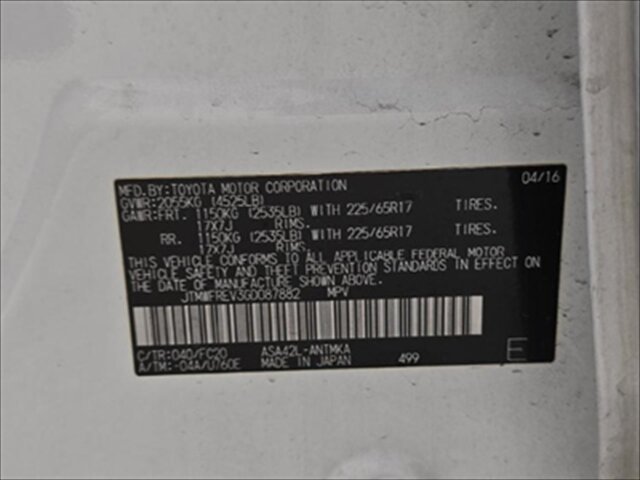 MFD. BY: TOYOTA MOTOR CORPORATION 04/16
GVWR: 2055KG (4525LB)
GAWR: FRT. 1150KG (2535LB) WITH 225/65R17 TIRES.
17X7J RIMS.
RR. 1150KG (2535LB) WITH 225/65R17 TIRES.
17X7J RIMS.
THIS VEHICLE CONFORMS TO ALL APPLICABLE FEDERAL MOTOR
VEHICLE SAFETY AND THEFT PREVENTION STANDARDS IN EFFECT ON
THE DATE OF MANUFACTURE SHOWN ABOVE.
JTMWFREV3GD087882 MPV
C/TR: 040/FC20 ASA42L-ANTMKA
A/TM: -04A/U760E MADE IN JAPAN 499 E